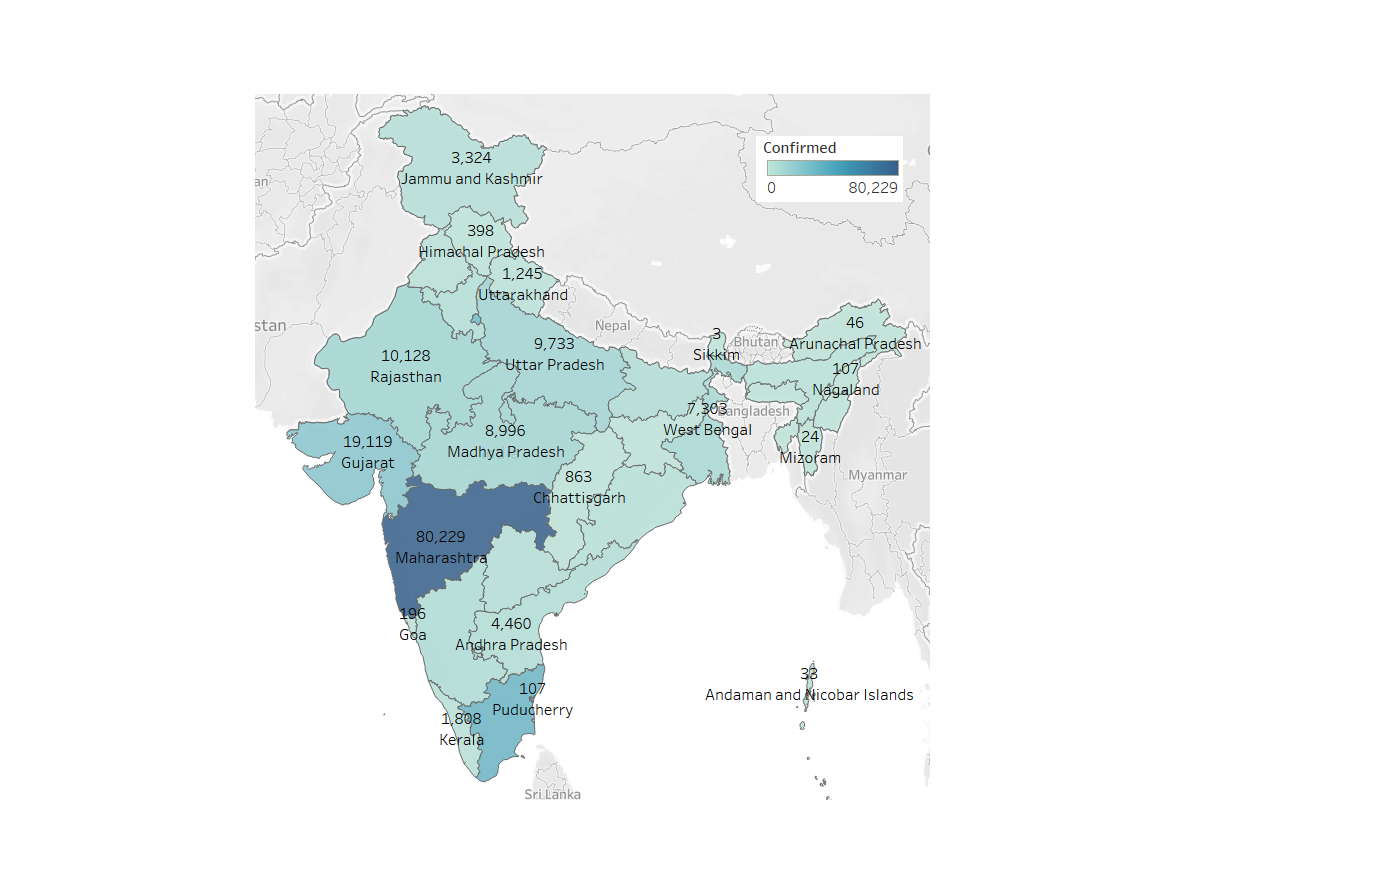 Confirmed
0 80,229
3,324
Jammu and Kashmir
398
Himachal Pradesh
1,245
Uttarakhand
an
stan
Nepal
3
Sikkim
Bhutan
46
Arunachal Pradesh
9,733
Uttar Pradesh
10,128
Rajasthan
107
Nagaland
7,303
Bangladesh
West Bengal
8,996
Madhya Pradesh
19,119
Gujarat
24
Mizoram
Myanmar
863
Chhattisgarh
80,229
Maharashtra
196
Goa
4,460
Andhra Pradesh
33
Andaman and Nicobar Islands
107
Puducherry
1,808
Kerala
Sri Lanka